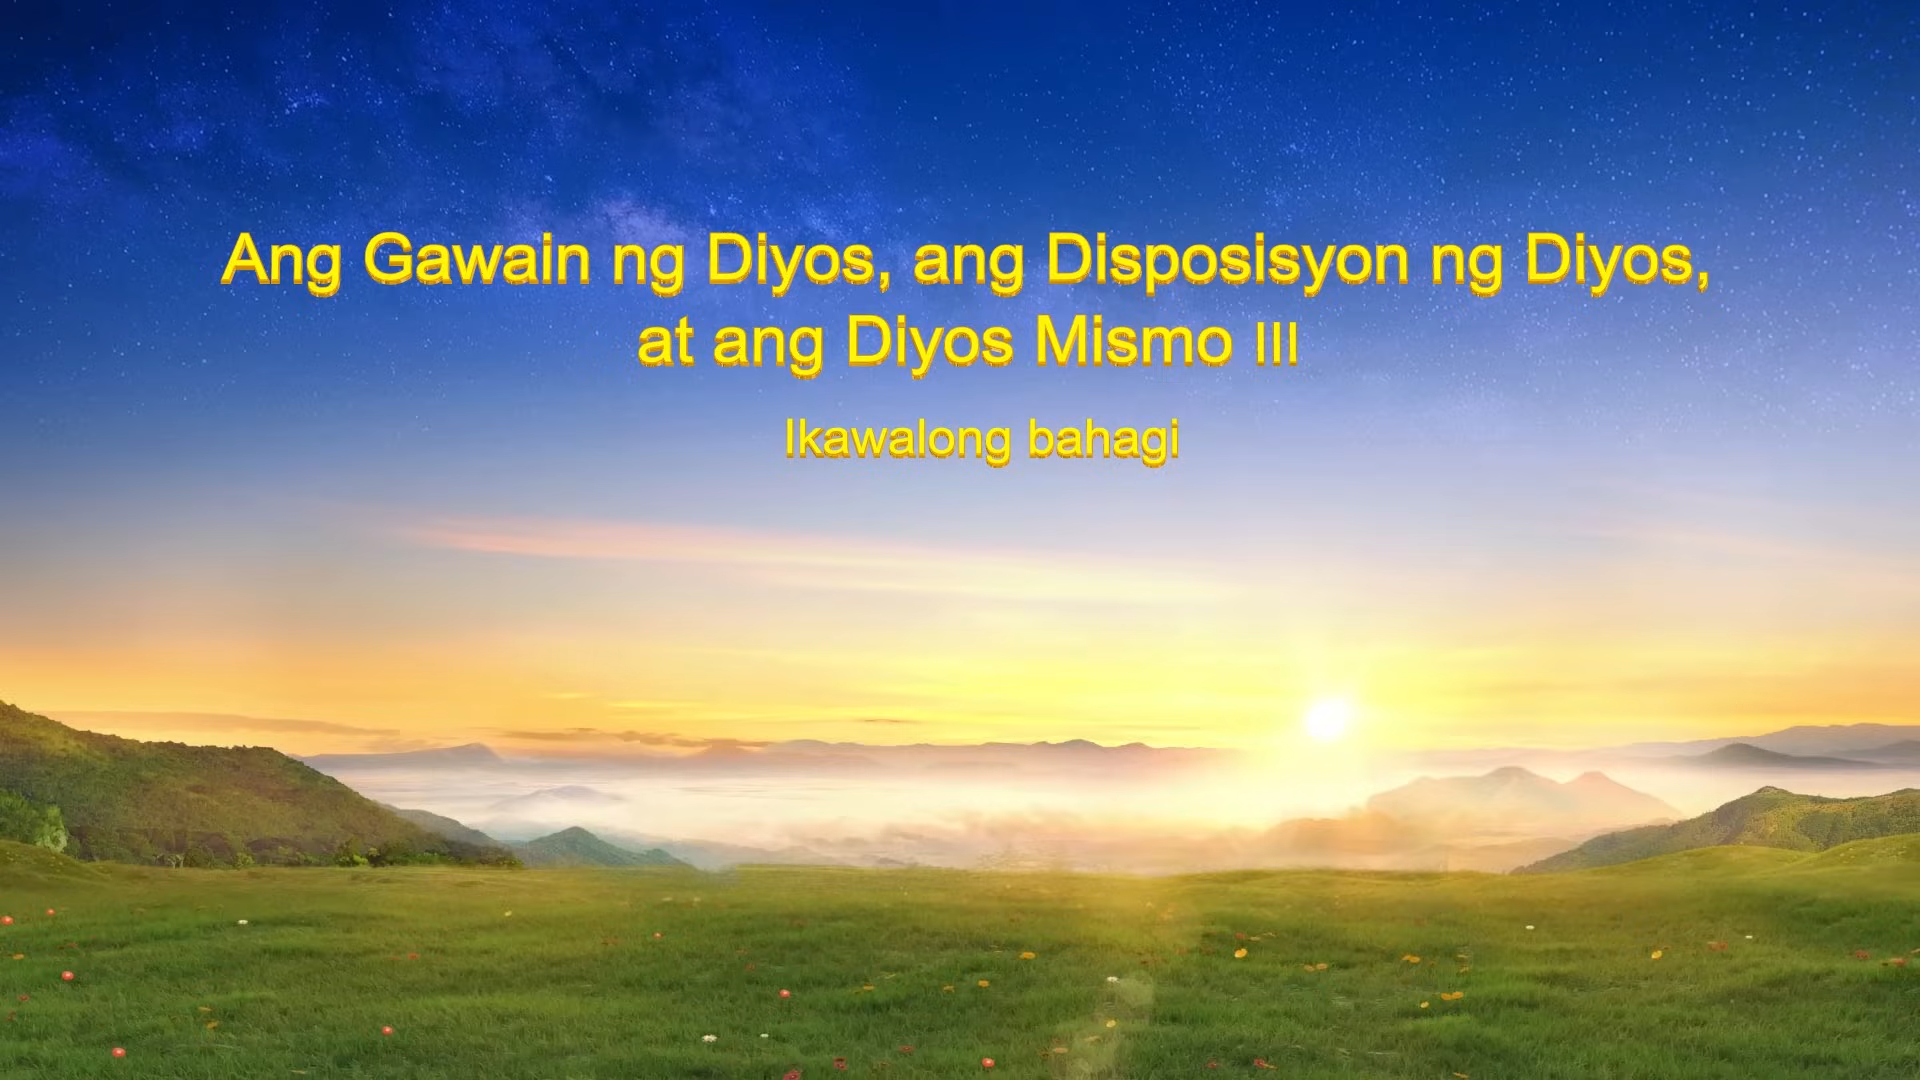 Ang Gawain ng Diyos, ang Disposisyon ng Diyos,
at ang Diyos Mismo III
Ikawalong bahagi